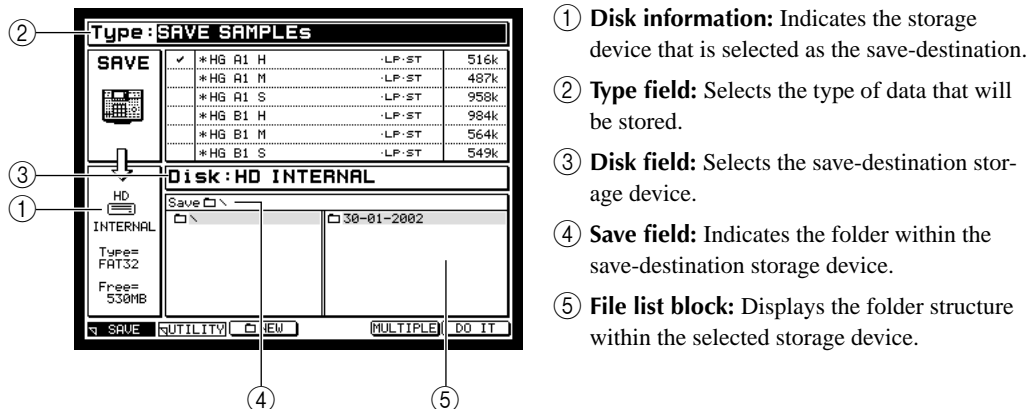 ② Type:SAVE SAMPLEs
SAVE
✓ *HG A1 H ·LP·ST 516k
*HG A1 M ·LP·ST 487k
*HG A1 S ·LP·ST 958k
*HG B1 H ·LP·ST 984k
*HG B1 M ·LP·ST 564k
*HG B1 S ·LP·ST 549k
③ Disk:HD INTERNAL
① HD
INTERNAL
Type=
FAT32
Free=
530MB
Save \
\ 30-01-2002
SAVE UTILITY NEW MULTIPLE DO IT
④ ⑤
① Disk information: Indicates the storage
device that is selected as the save-destination.
② Type field: Selects the type of data that will
be stored.
③ Disk field: Selects the save-destination stor-
age device.
④ Save field: Indicates the folder within the
save-destination storage device.
⑤ File list block: Displays the folder structure
within the selected storage device.